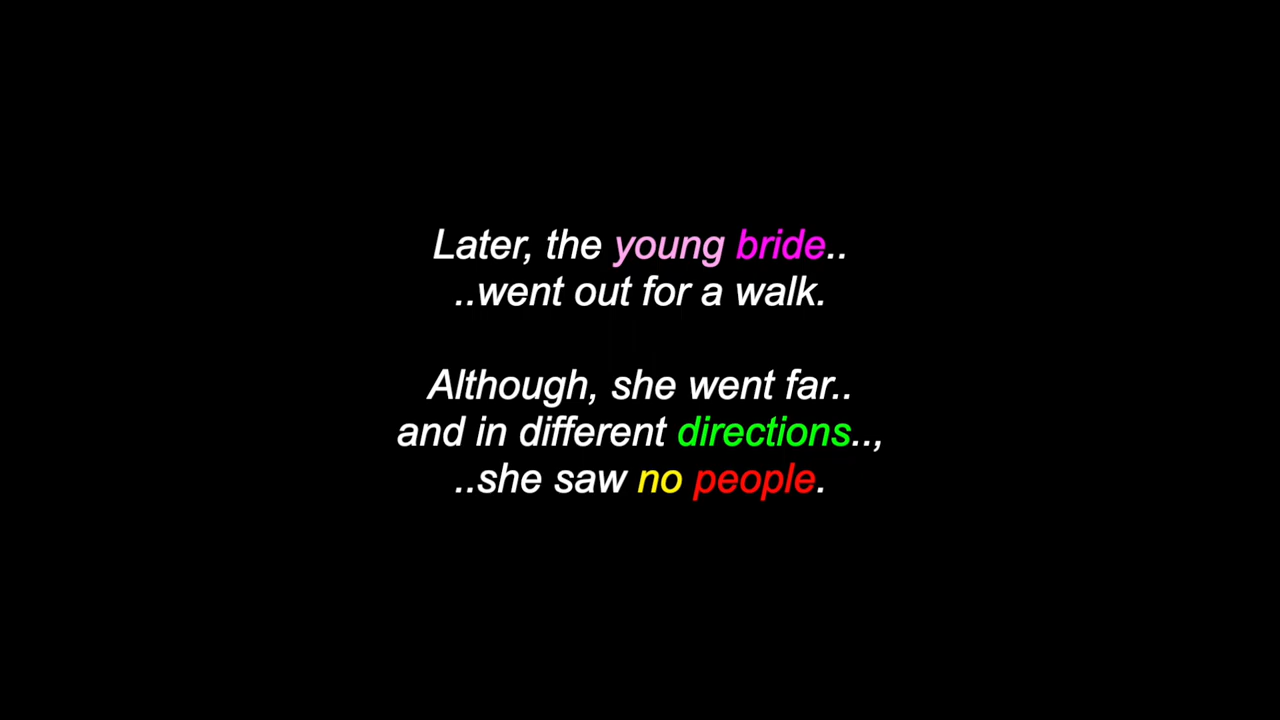 Later, the young bride..
..went out for a walk.
Although, she went far..
and in different directions..,
..she saw no people.